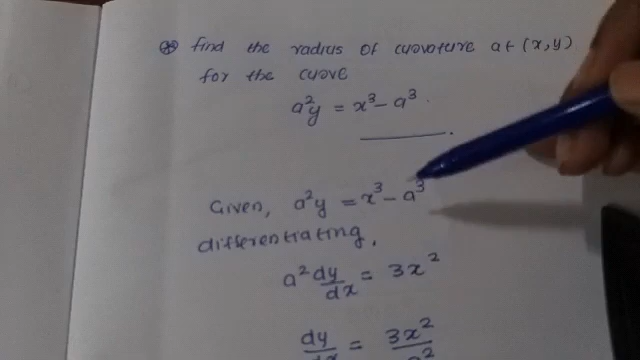 ⊛ find the radius of curvature at (x,y)
for the curve
a²y = x³ - a³.
Given, a²y = x³ - a³
differentiating,
a² dy/dx = 3x²
dy/dx = 3x²/a²